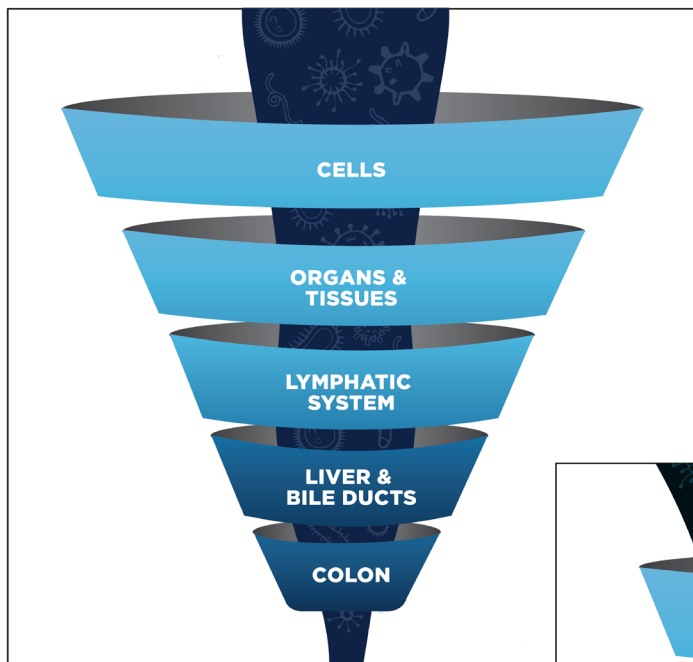 CELLS
ORGANS &
TISSUES
LYMPHATIC
SYSTEM
LIVER &
BILE DUCTS
COLON